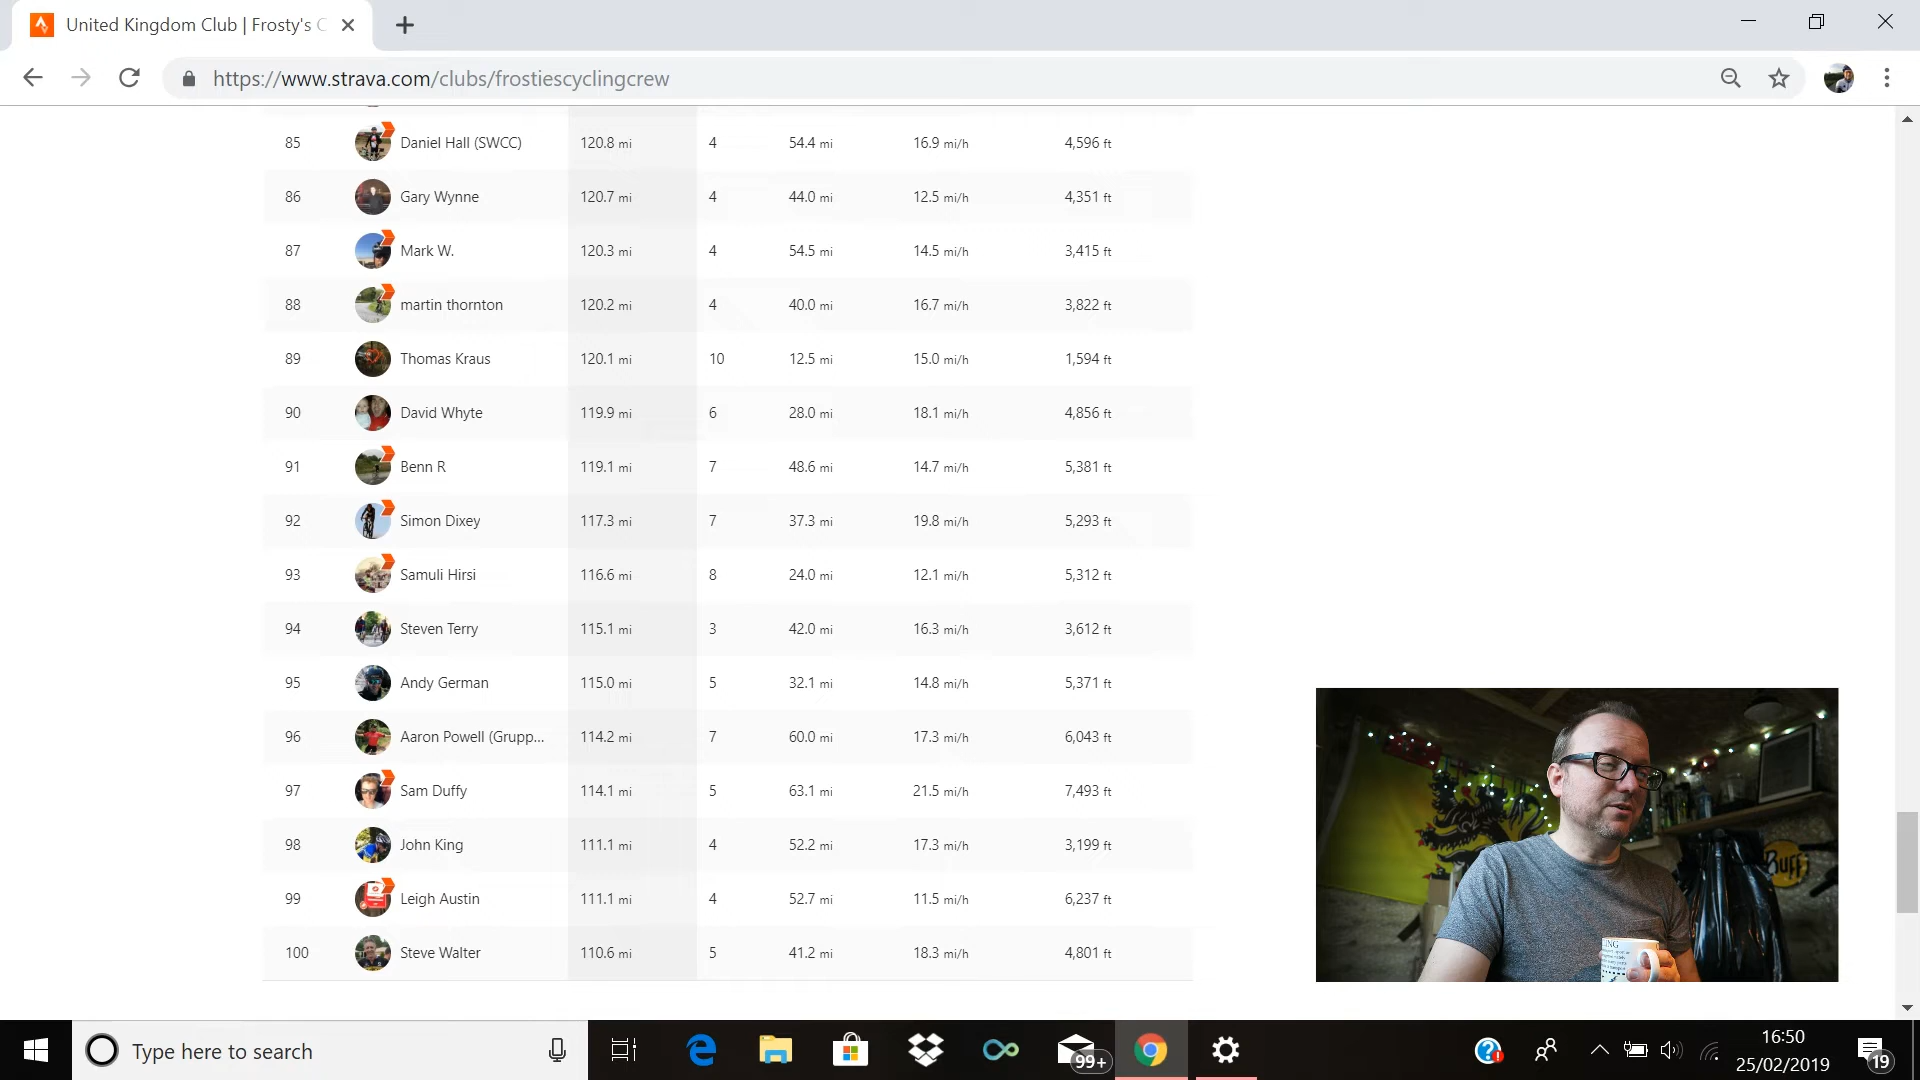 United Kingdom Club | Frosty's C
https://www.strava.com/clubs/frostiescyclingcrew
85 Daniel Hall (SWCC) 120.8 mi 4 54.4 mi 16.9 mi/h 4,596 ft
86 Gary Wynne 120.7 mi 4 44.0 mi 12.5 mi/h 4,351 ft
87 Mark W. 120.3 mi 4 54.5 mi 14.5 mi/h 3,415 ft
88 martin thornton 120.2 mi 4 40.0 mi 16.7 mi/h 3,822 ft
89 Thomas Kraus 120.1 mi 10 12.5 mi 15.0 mi/h 1,594 ft
90 David Whyte 119.9 mi 6 28.0 mi 18.1 mi/h 4,856 ft
91 Benn R 119.1 mi 7 48.6 mi 14.7 mi/h 5,381 ft
92 Simon Dixey 117.3 mi 7 37.3 mi 19.8 mi/h 5,293 ft
93 Samuli Hirsi 116.6 mi 8 24.0 mi 12.1 mi/h 5,312 ft
94 Steven Terry 115.1 mi 3 42.0 mi 16.3 mi/h 3,612 ft
95 Andy German 115.0 mi 5 32.1 mi 14.8 mi/h 5,371 ft
96 Aaron Powell (Grupp... 114.2 mi 7 60.0 mi 17.3 mi/h 6,043 ft
97 Sam Duffy 114.1 mi 5 63.1 mi 21.5 mi/h 7,493 ft
98 John King 111.1 mi 4 52.2 mi 17.3 mi/h 3,199 ft
99 Leigh Austin 111.1 mi 4 52.7 mi 11.5 mi/h 6,237 ft
100 Steve Walter 110.6 mi 5 41.2 mi 18.3 mi/h 4,801 ft
BUFF
Type here to search
99+
16:50
25/02/2019
19